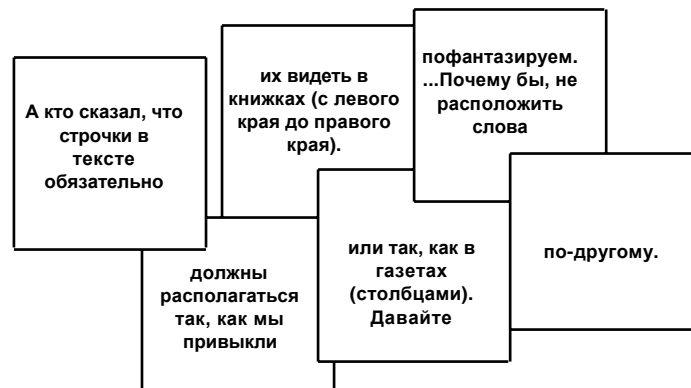 А кто сказал, что
строчки в
тексте
обязательно
должны
располагаться
так, как мы
привыкли
их видеть в
книжках (с левого
края до правого
края).
или так, как в
газетах
(столбцами).
Давайте
пофантазируем.
...Почему бы, не
расположить
слова
по-другому.